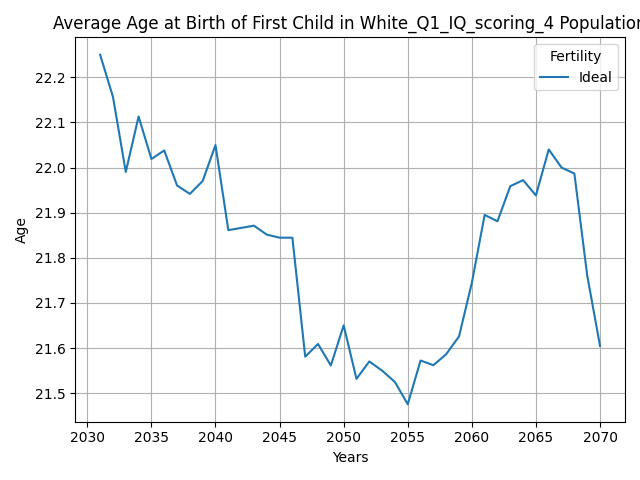 Average Age at Birth of First Child in White_Q1_IQ_scoring_4 Population
Fertility
Ideal
22.2
22.1
22.0
21.9
21.8
21.7
21.6
21.5
Age
2030 2035 2040 2045 2050 2055 2060 2065 2070
Years